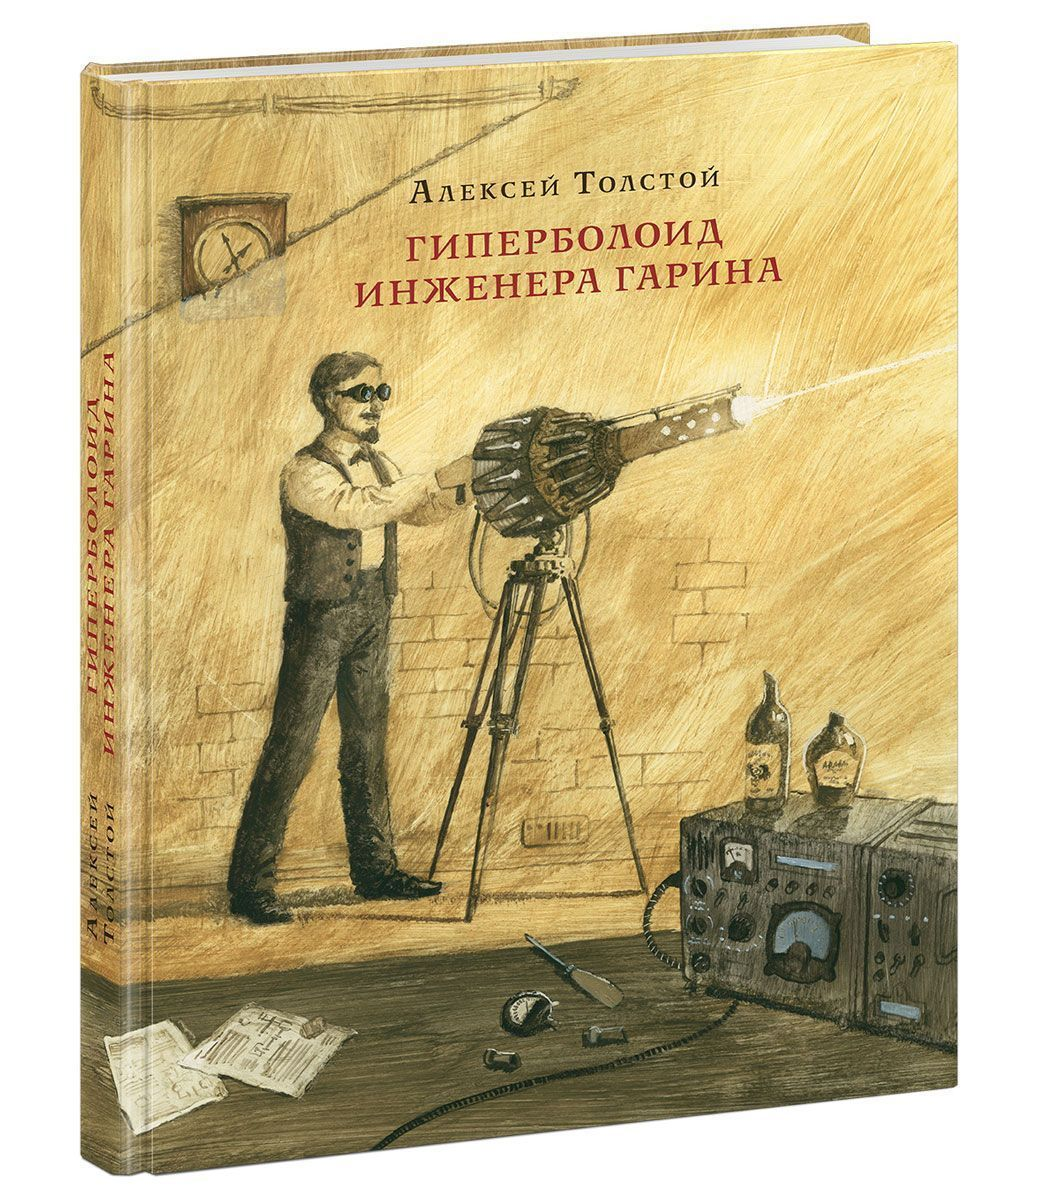 Алексей Толстой
ГИПЕРБОЛОИД
ИНЖЕНЕРА ГАРИНА
Алексей
Толстой
ГИПЕРБОЛОИД
ИНЖЕНЕРА ГАРИНА